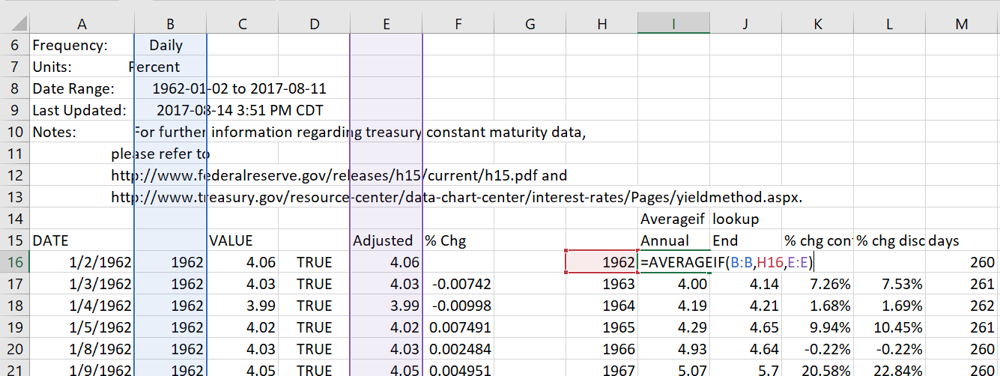 A B C D E F G H I J K L M
6 Frequency: Daily
7 Units: Percent
8 Date Range: 1962-01-02 to 2017-08-11
9 Last Updated: 2017-08-14 3:51 PM CDT
10 Notes: For further information regarding treasury constant maturity data,
11 please refer to
12 http://www.federalreserve.gov/releases/h15/current/h15.pdf and
13 http://www.treasury.gov/resource-center/data-chart-center/interest-rates/Pages/yieldmethod.aspx.
14 Averageif lookup
15 DATE VALUE Adjusted % Chg Annual End % chg con % chg disc days
16 1/2/1962 1962 4.06 TRUE 4.06 1962 =AVERAGEIF(B:B,H16,E:E) 260
17 1/3/1962 1962 4.03 TRUE 4.03 -0.00742 1963 4.00 4.14 7.26% 7.53% 261
18 1/4/1962 1962 3.99 TRUE 3.99 -0.00998 1964 4.19 4.21 1.68% 1.69% 262
19 1/5/1962 1962 4.02 TRUE 4.02 0.007491 1965 4.29 4.65 9.94% 10.45% 261
20 1/8/1962 1962 4.03 TRUE 4.03 0.002484 1966 4.93 4.64 -0.22% -0.22% 260
21 1/9/1962 1962 4.05 TRUE 4.05 0.004951 1967 5.07 5.7 20.58% 22.84% 260